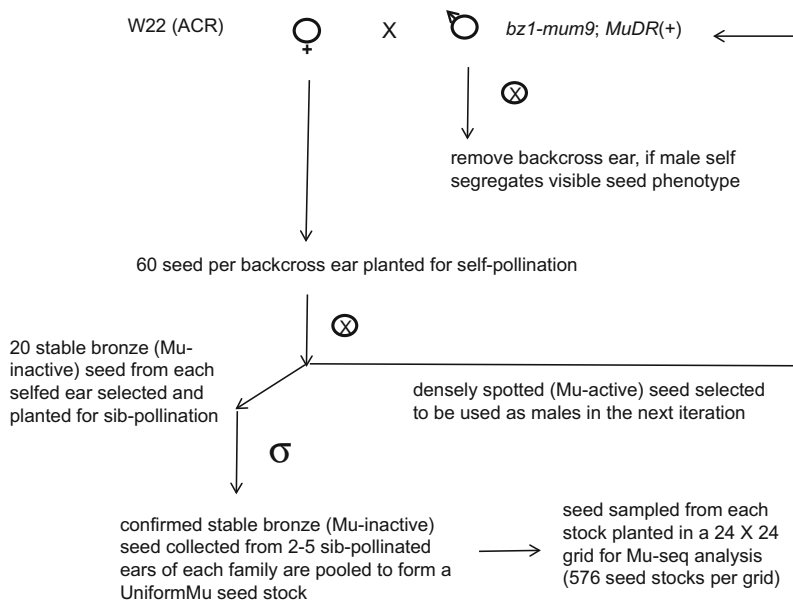 W22 (ACR) X bz1-mum9; MuDR(+)
X
remove backcross ear, if male self
segregates visible seed phenotype
60 seed per backcross ear planted for self-pollination
X
20 stable bronze (Mu-
inactive) seed from each
selfed ear selected and
planted for sib-pollination
densely spotted (Mu-active) seed selected
to be used as males in the next iteration
σ
confirmed stable bronze (Mu-inactive)
seed collected from 2-5 sib-pollinated
ears of each family are pooled to form a
UniformMu seed stock
seed sampled from each
stock planted in a 24 X 24
grid for Mu-seq analysis
(576 seed stocks per grid)